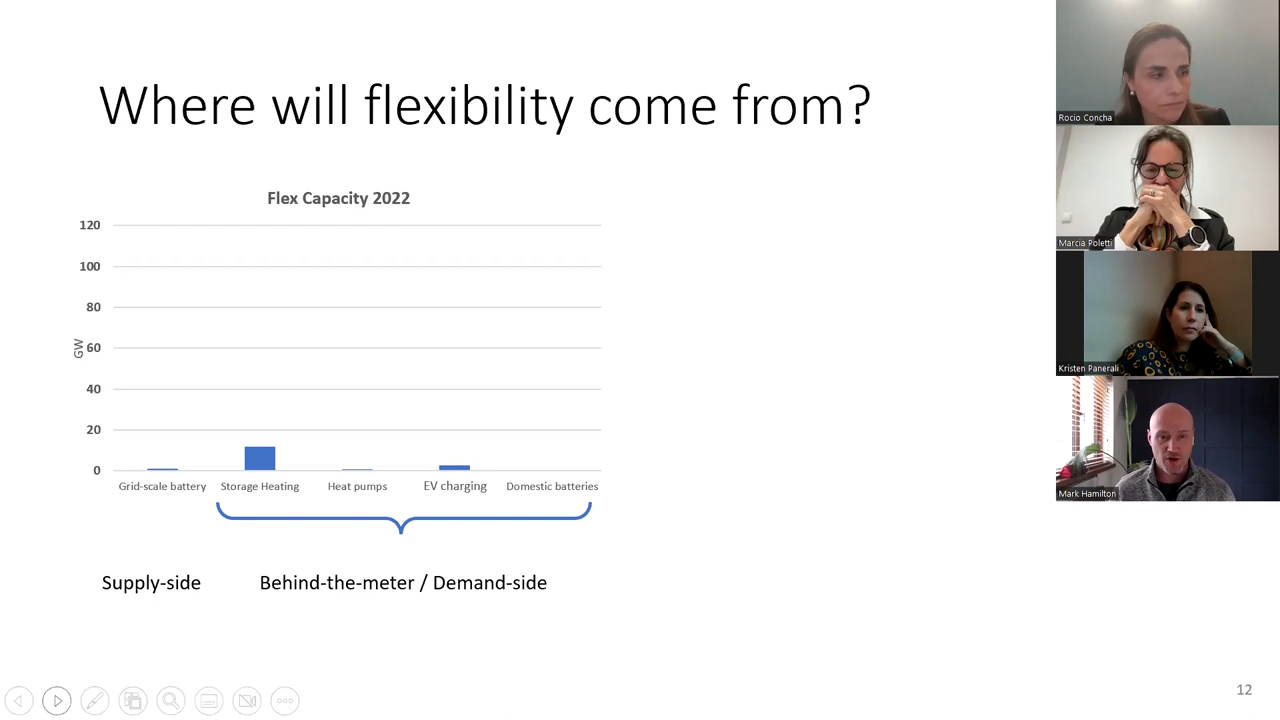 Where will flexibility come from?
Flex Capacity 2022
120
100
80
60
40
20
0
GW
Grid-scale battery Storage Heating Heat pumps EV charging Domestic batteries
Supply-side Behind-the-meter / Demand-side
12
Rocio Concha
Marcia Poletti
Kristen Panerali
Mark Hamilton